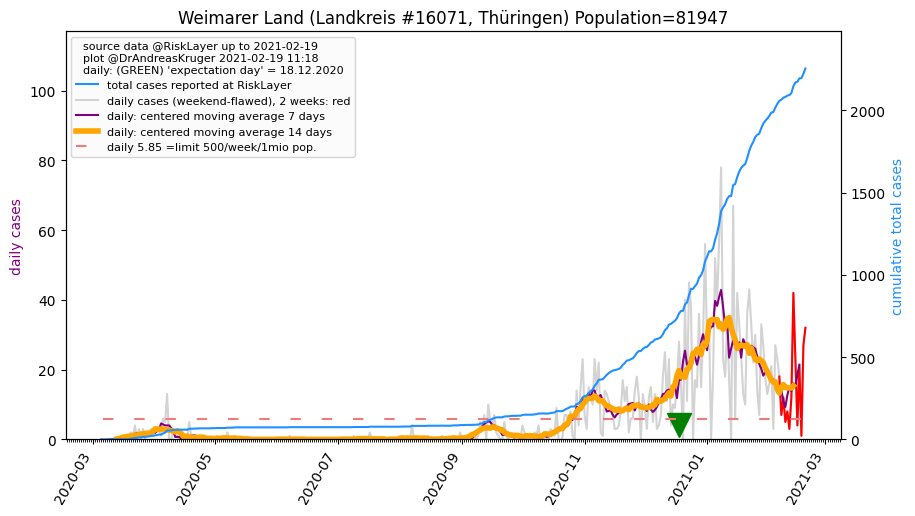 Weimarer Land (Landkreis #16071, Thüringen) Population=81947
source data @RiskLayer up to 2021-02-19
plot @DrAndreasKruger 2021-02-19 11:18
daily: (GREEN) 'expectation day' = 18.12.2020
total cases reported at RiskLayer
daily cases (weekend-flawed), 2 weeks: red
daily: centered moving average 7 days
daily: centered moving average 14 days
daily 5.85 =limit 500/week/1mio pop.
daily cases
100
80
60
40
20
0
cumulative total cases
2000
1500
1000
500
0
2020-03
2020-05
2020-07
2020-09
2020-11
2021-01
2021-03